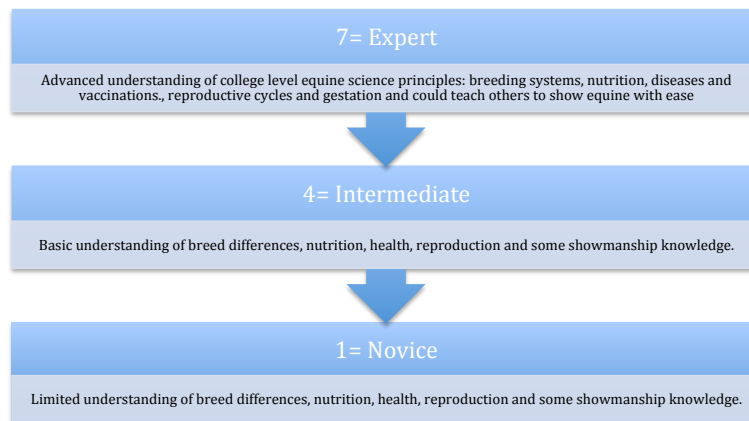 7= Expert
Advanced understanding of college level equine science principles: breeding systems, nutrition, diseases and
vaccinations., reproductive cycles and gestation and could teach others to show equine with ease
4= Intermediate
Basic understanding of breed differences, nutrition, health, reproduction and some showmanship knowledge.
1= Novice
Limited understanding of breed differences, nutrition, health, reproduction and some showmanship knowledge.